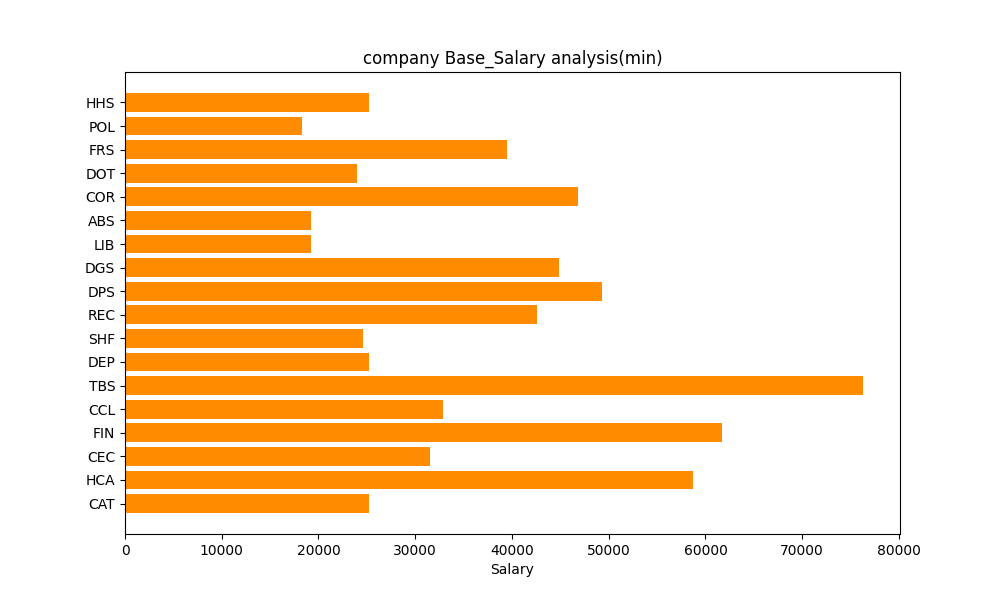 company Base_Salary analysis(min)
HHS
POL
FRS
DOT
COR
ABS
LIB
DGS
DPS
REC
SHF
DEP
TBS
CCL
FIN
CEC
HCA
CAT
0 10000 20000 30000 40000 50000 60000 70000 80000
Salary